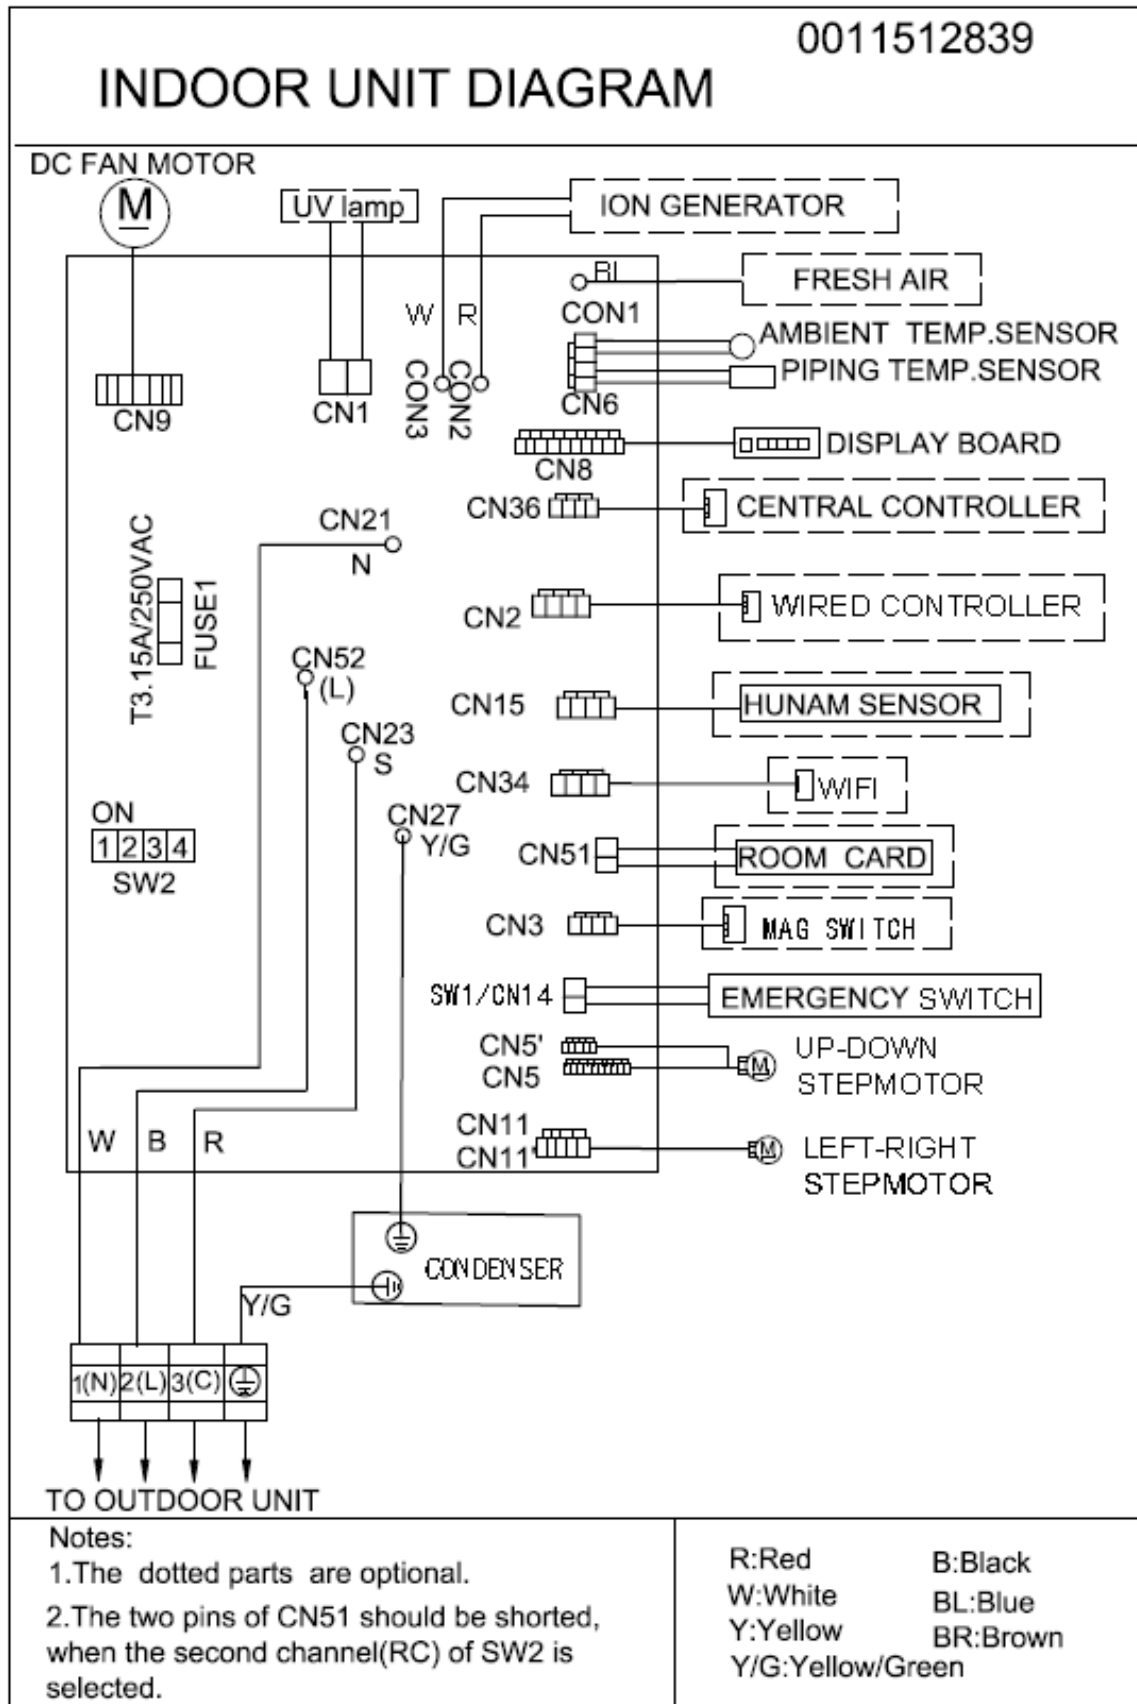 0011512839
INDOOR UNIT DIAGRAM
DC FAN MOTOR
M
UV lamp
ION GENERATOR
BL
FRESH AIR
W R
CON1
AMBIENT TEMP.SENSOR
PIPING TEMP.SENSOR
CN9
CN1
CON3
CON2
CN6
CN8
DISPLAY BOARD
CN36
CENTRAL CONTROLLER
CN21
N
T3.15A/250VAC
FUSE1
CN2
WIRED CONTROLLER
CN52
(L)
CN15
HUNAM SENSOR
CN23
S
CN34
WIFI
CN27
Y/G
ON
1 2 3 4
SW2
CN51
ROOM CARD
CN3
MAG SWITCH
SW1/CN14
EMERGENCY SWITCH
CN5'
CN5
M
UP-DOWN
STEPMOTOR
W B R
CN11
CN11'
M
LEFT-RIGHT
STEPMOTOR
CONDENSER
Y/G
1(N) 2(L) 3(C)
TO OUTDOOR UNIT
Notes:
1.The dotted parts are optional.
2.The two pins of CN51 should be shorted,
when the second channel(RC) of SW2 is
selected.
R:Red B:Black
W:White BL:Blue
Y:Yellow BR:Brown
Y/G:Yellow/Green